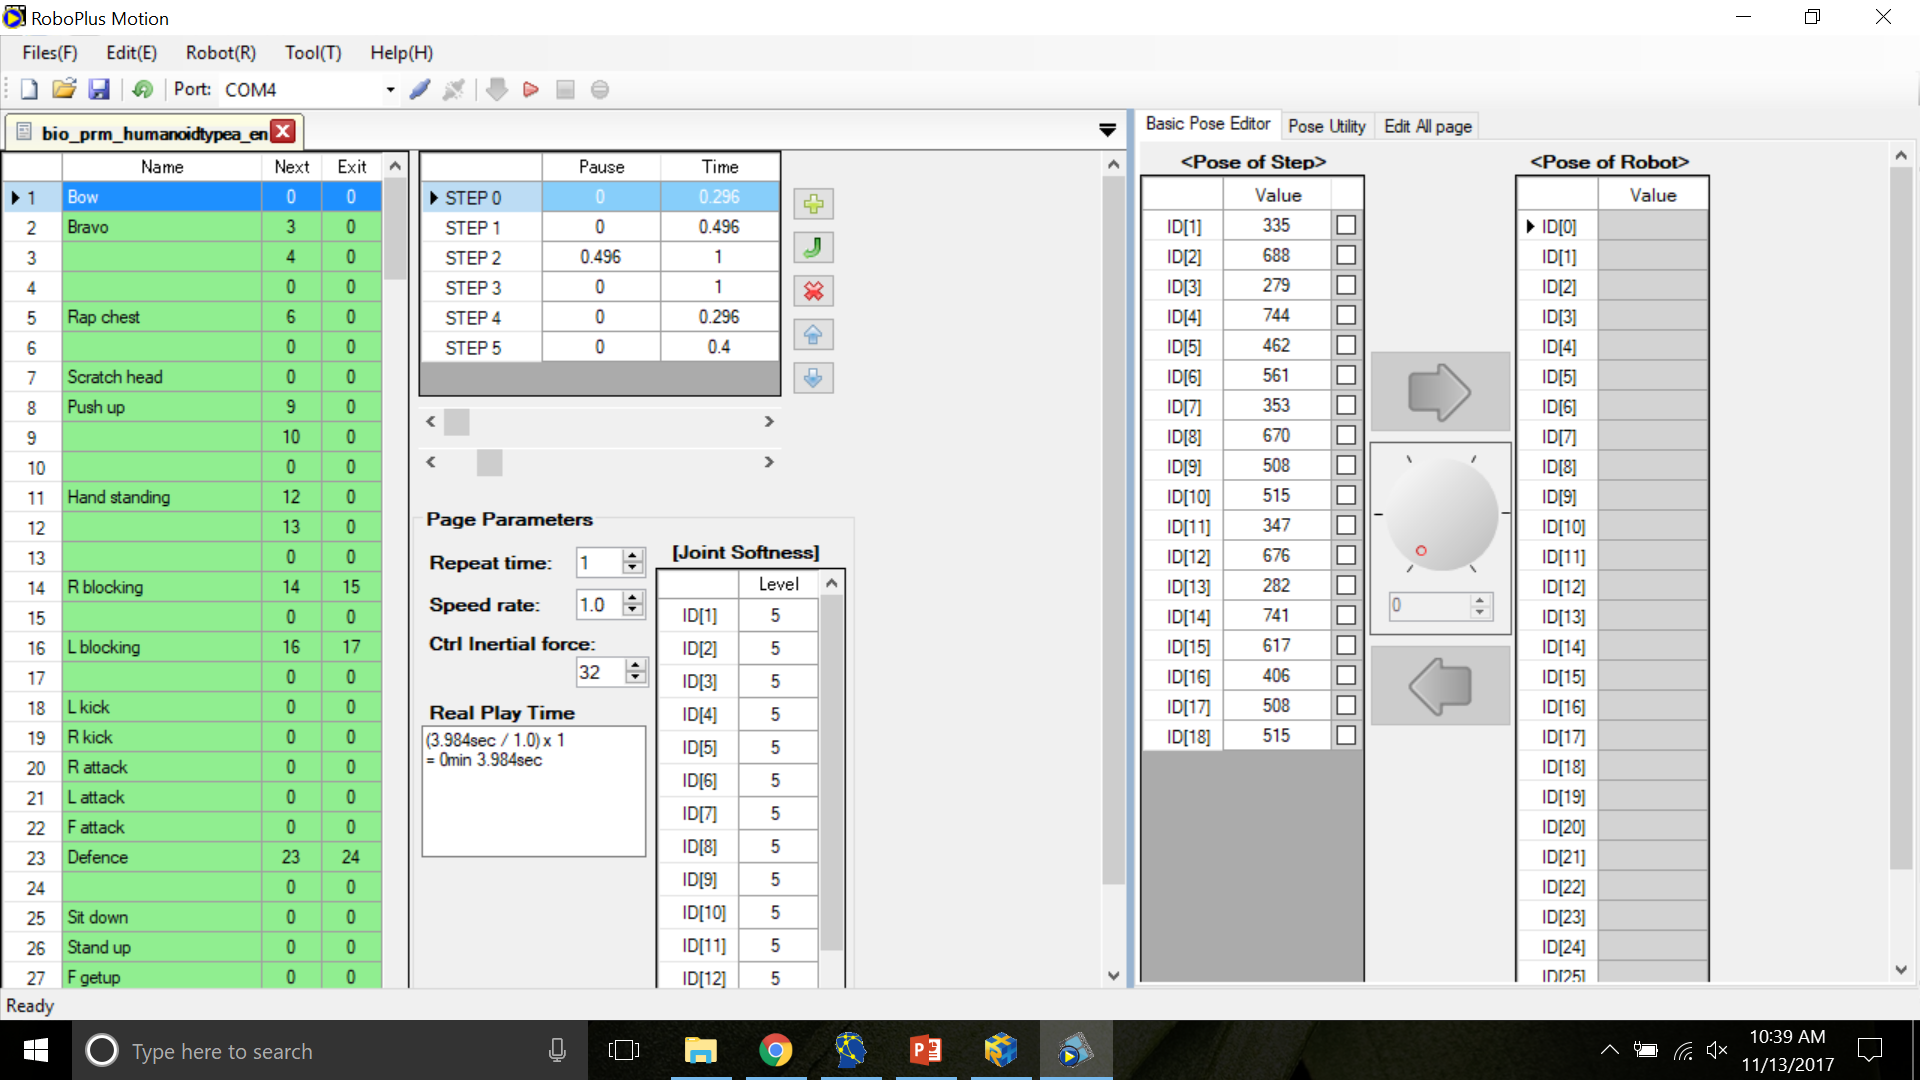 RoboPlus Motion
Files(F) Edit(E) Robot(R) Tool(T) Help(H)
Port: COM4
bio_prm_humanoidtypea_en
Name Next Exit
1 Bow 0 0
2 Bravo 3 0
3 4 0
4 0 0
5 Rap chest 6 0
6 0 0
7 Scratch head 0 0
8 Push up 9 0
9 10 0
10 0 0
11 Hand standing 12 0
12 13 0
13 0 0
14 R blocking 14 15
15 0 0
16 L blocking 16 17
17 0 0
18 L kick 0 0
19 R kick 0 0
20 R attack 0 0
21 L attack 0 0
22 F attack 0 0
23 Defence 23 24
24 0 0
25 Sit down 0 0
26 Stand up 0 0
27 F getup 0 0
Pause Time
STEP 0 0 0.296
STEP 1 0 0.496
STEP 2 0.496 1
STEP 3 0 1
STEP 4 0 0.296
STEP 5 0 0.4
Page Parameters
Repeat time: 1
Speed rate: 1.0
Ctrl Inertial force:
32
Real Play Time
(3.984sec / 1.0) x 1
= 0min 3.984sec
[Joint Softness]
Level
ID[1] 5
ID[2] 5
ID[3] 5
ID[4] 5
ID[5] 5
ID[6] 5
ID[7] 5
ID[8] 5
ID[9] 5
ID[10] 5
ID[11] 5
ID[12] 5
Basic Pose Editor Pose Utility Edit All page
<Pose of Step>
Value
ID[1] 335
ID[2] 688
ID[3] 279
ID[4] 744
ID[5] 462
ID[6] 561
ID[7] 353
ID[8] 670
ID[9] 508
ID[10] 515
ID[11] 347
ID[12] 676
ID[13] 282
ID[14] 741
ID[15] 617
ID[16] 406
ID[17] 508
ID[18] 515
0
<Pose of Robot>
Value
ID[0]
ID[1]
ID[2]
ID[3]
ID[4]
ID[5]
ID[6]
ID[7]
ID[8]
ID[9]
ID[10]
ID[11]
ID[12]
ID[13]
ID[14]
ID[15]
ID[16]
ID[17]
ID[18]
ID[19]
ID[20]
ID[21]
ID[22]
ID[23]
ID[24]
ID[25]
Ready
Type here to search
10:39 AM
11/13/2017